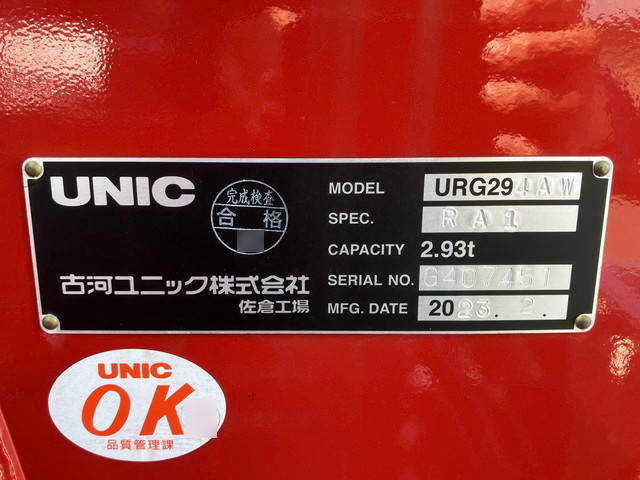 UNIC
完成検査
合格
古河ユニック株式会社
佐倉工場
MODEL URG294AW
SPEC. RA1
CAPACITY 2.93t
SERIAL NO. G407451
MFG. DATE 2023. 2.
UNIC
OK
品質管理課